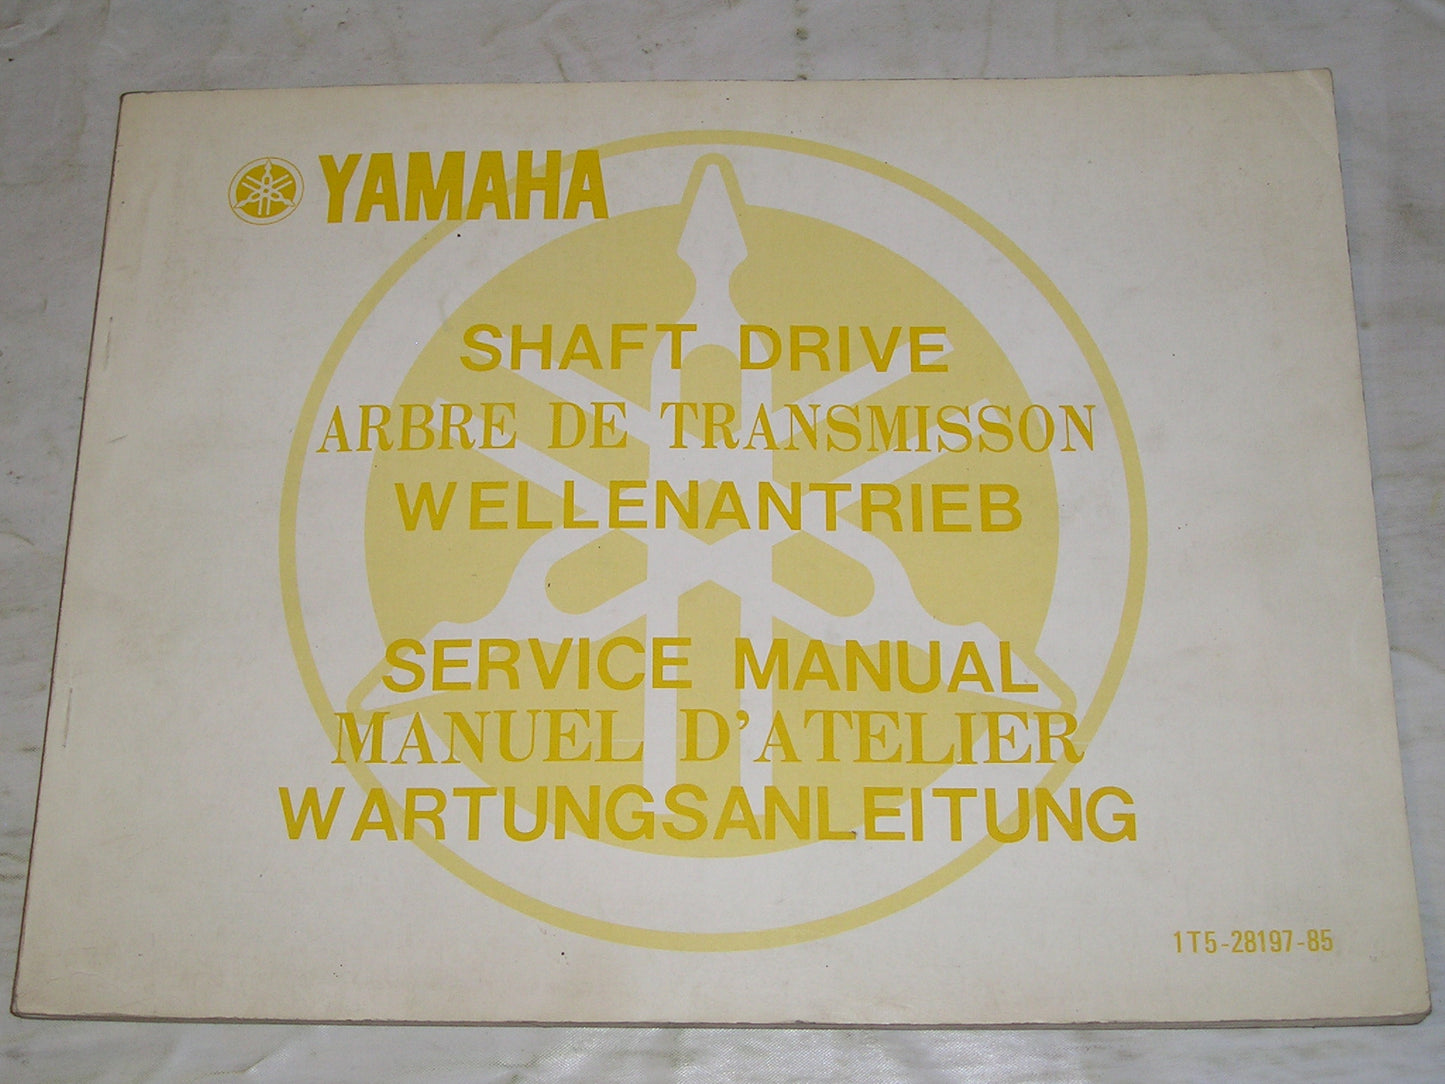 YAMAHA
SHAFT DRIVE
ARBRE DE TRANSMISSON
WELLENANTRIEB
SERVICE MANUAL
MANUEL D'ATELIER
WARTUNGSANLEITUNG
1T5-28197-85